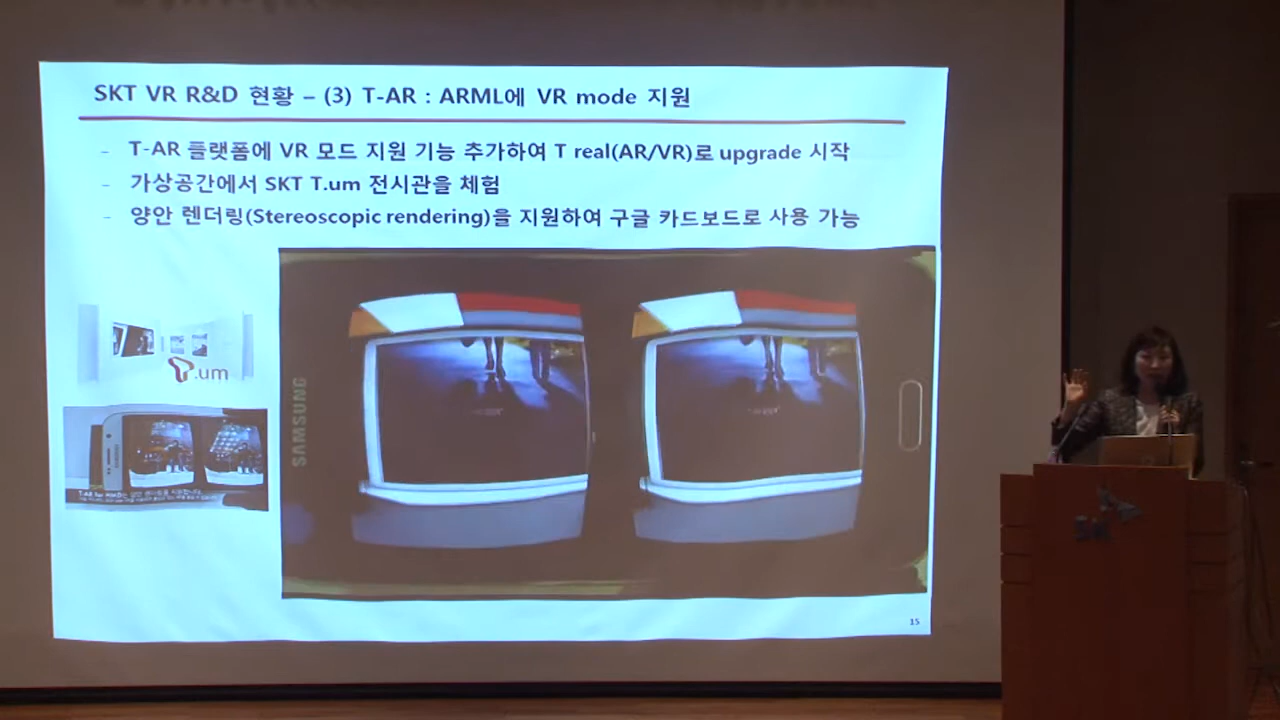 SKT VR R&D 현황 – (3) T-AR : ARML에 VR mode 지원
- T-AR 플랫폼에 VR 모드 지원 기능 추가하여 T real(AR/VR)로 upgrade 시작
- 가상공간에서 SKT T.um 전시관을 체험
- 양안 렌더링(Stereoscopic rendering)을 지원하여 구글 카드보드로 사용 가능
T.um
SAMSUNG
15